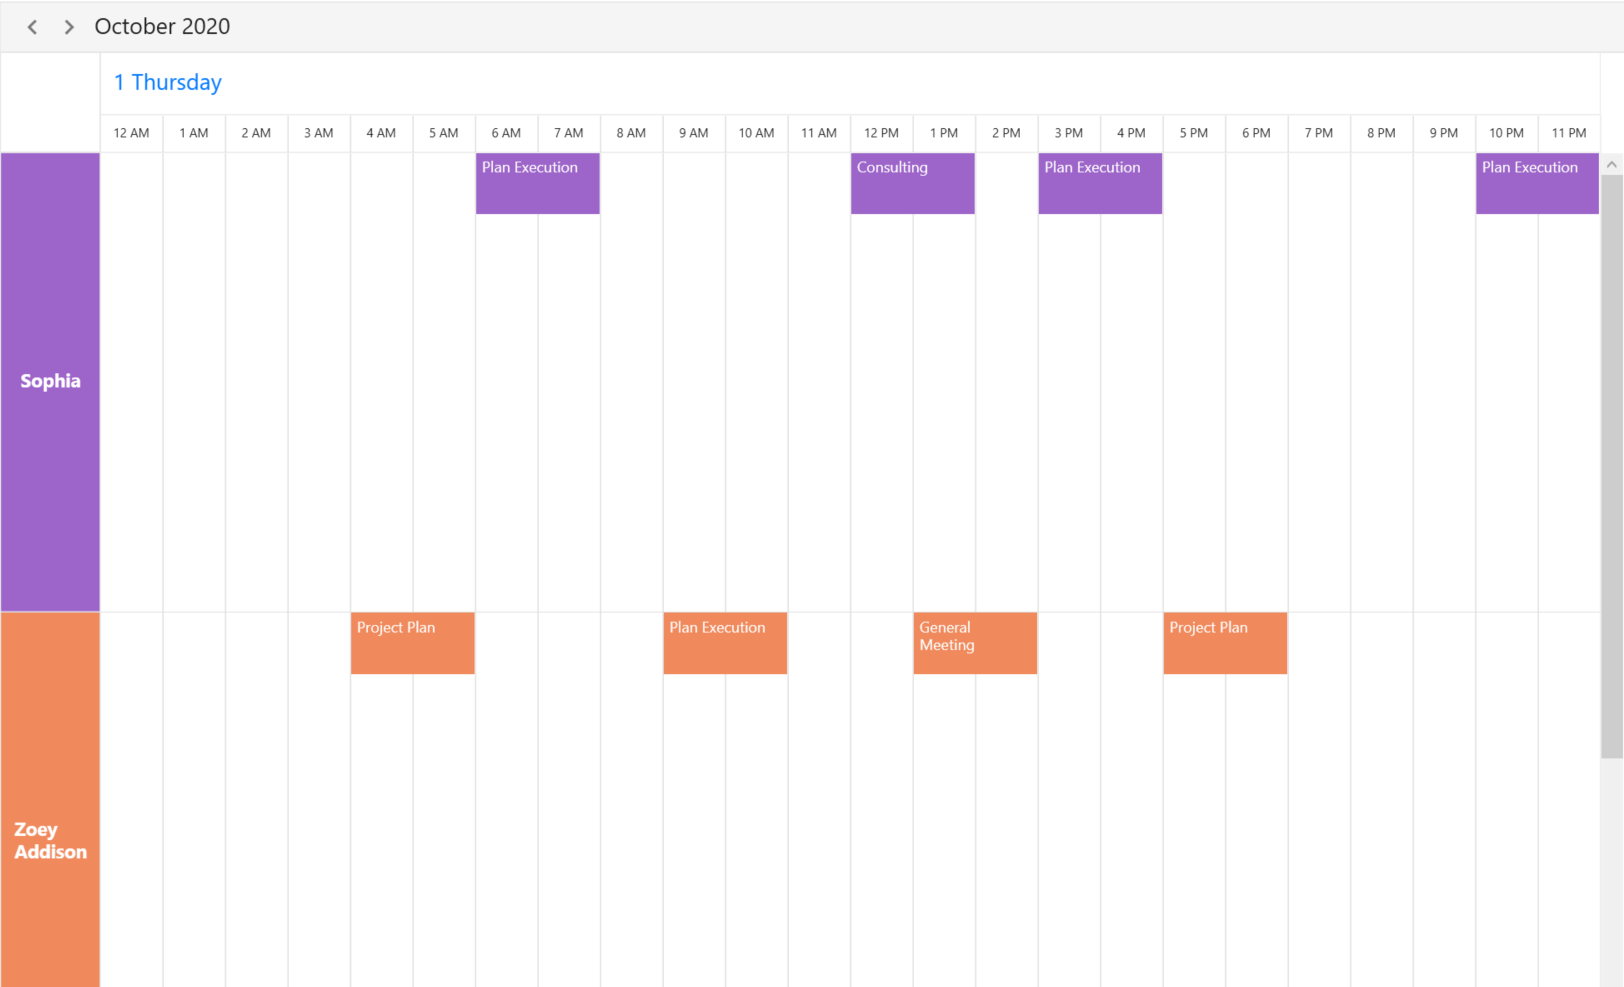 October 2020
1 Thursday
12 AM 1 AM 2 AM 3 AM 4 AM 5 AM 6 AM 7 AM 8 AM 9 AM 10 AM 11 AM 12 PM 1 PM 2 PM 3 PM 4 PM 5 PM 6 PM 7 PM 8 PM 9 PM 10 PM 11 PM
Plan Execution Consulting Plan Execution Plan Execution
Sophia
Project Plan Plan Execution General Project Plan
Meeting
Zoey
Addison